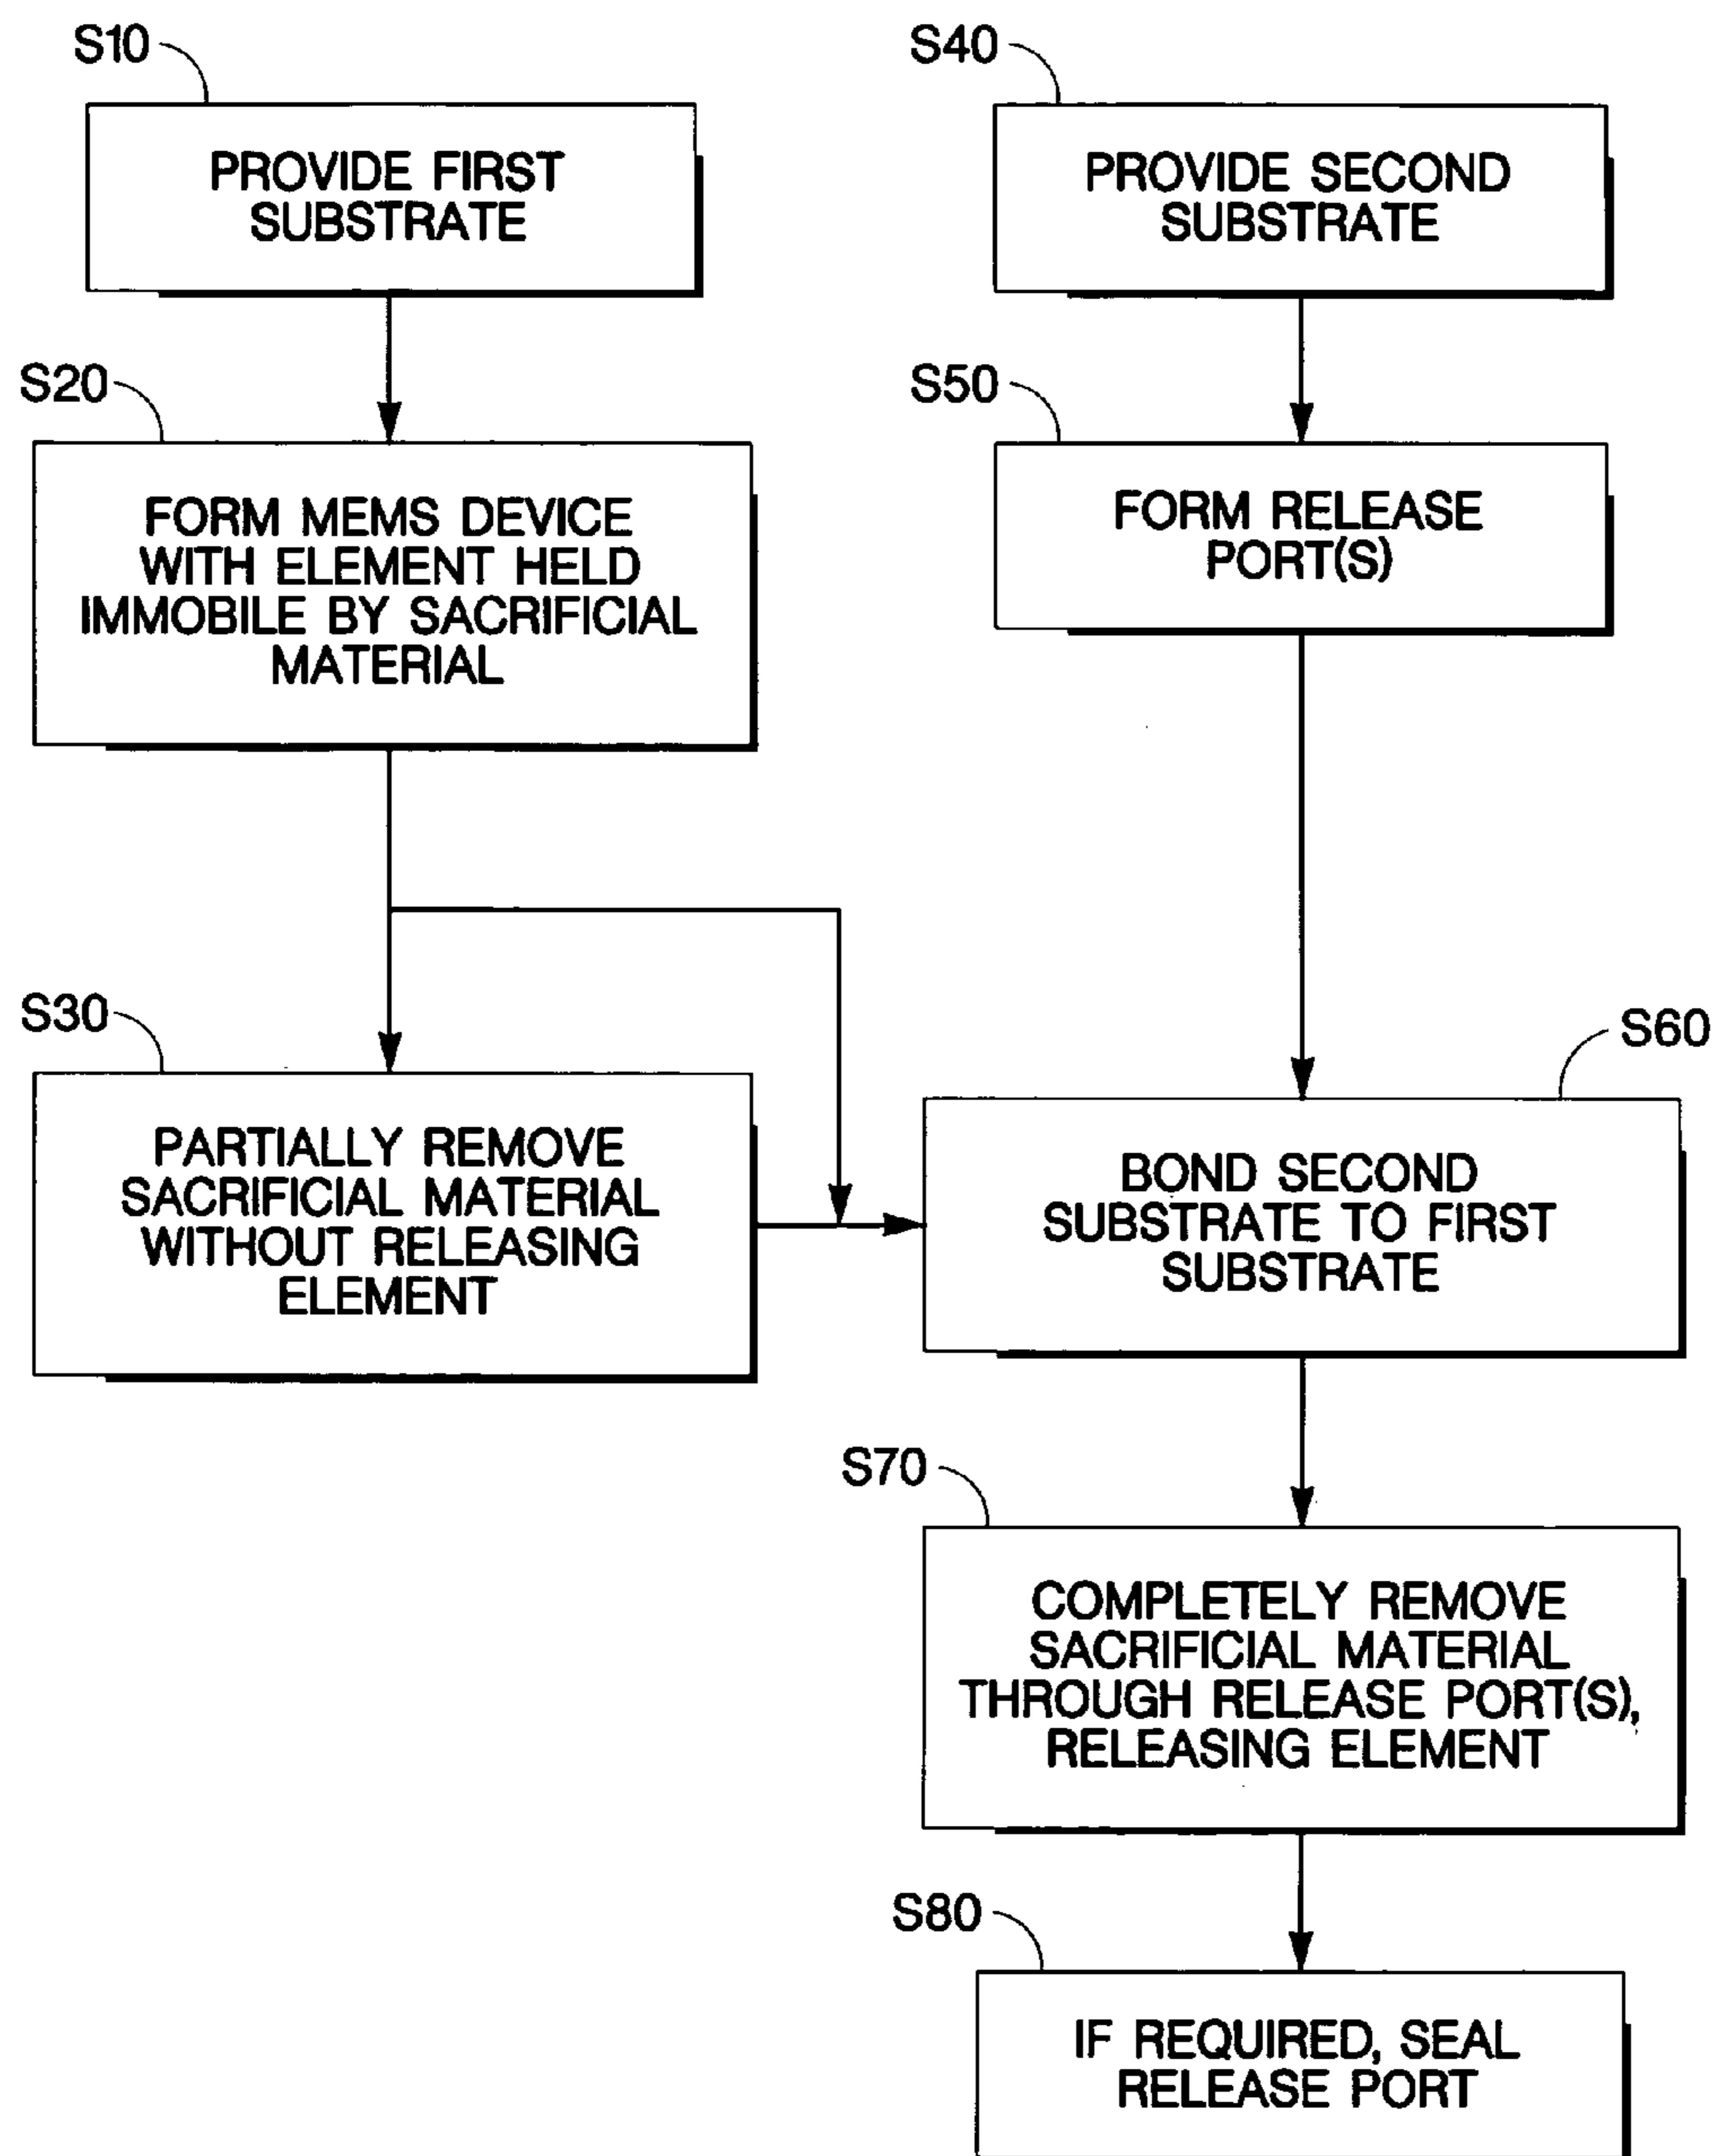 S10
PROVIDE FIRST
SUBSTRATE
S40
PROVIDE SECOND
SUBSTRATE
S20
FORM MEMS DEVICE
WITH ELEMENT HELD
IMMOBILE BY SACRIFICIAL
MATERIAL
S50
FORM RELEASE
PORT(S)
S30
PARTIALLY REMOVE
SACRIFICIAL MATERIAL
WITHOUT RELEASING
ELEMENT
S60
BOND SECOND
SUBSTRATE TO FIRST
SUBSTRATE
S70
COMPLETELY REMOVE
SACRIFICIAL MATERIAL
THROUGH RELEASE PORT(S),
RELEASING ELEMENT
S80
IF REQUIRED, SEAL
RELEASE PORT